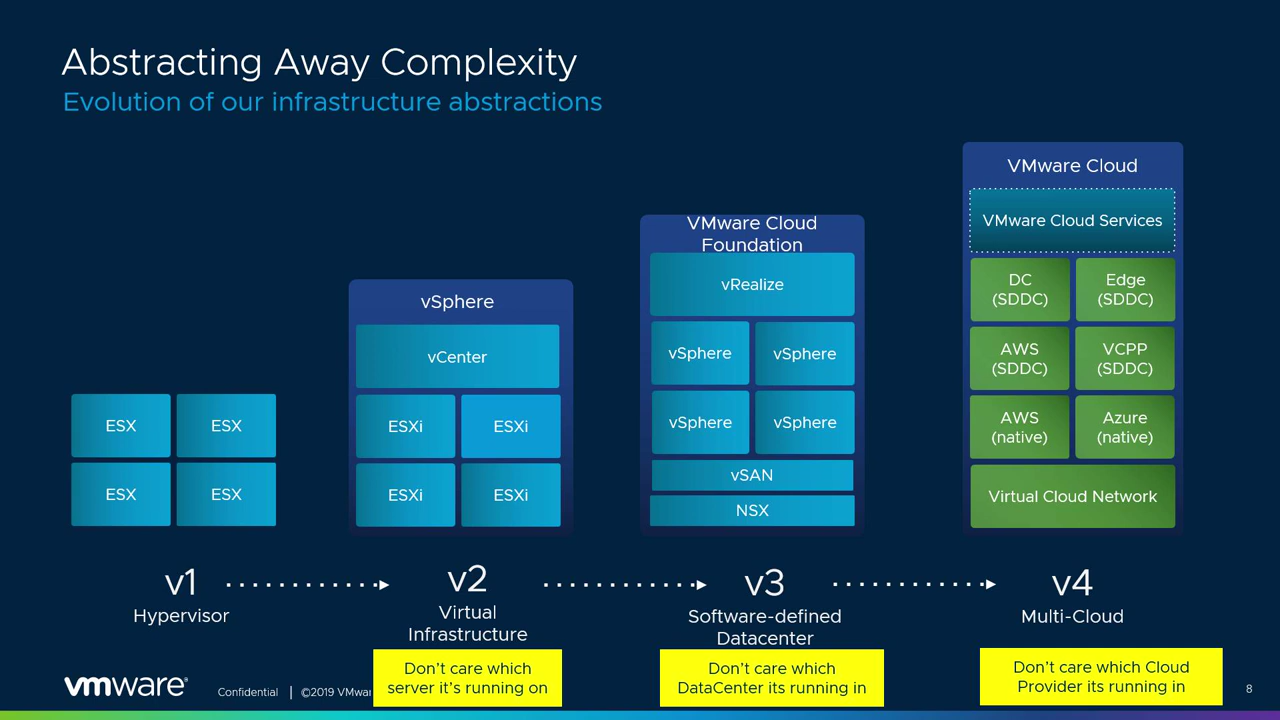 Abstracting Away Complexity
Evolution of our infrastructure abstractions
ESX
ESX
ESX
ESX
vSphere
vCenter
ESXi
ESXi
ESXi
ESXi
VMware Cloud
Foundation
vRealize
vSphere
vSphere
vSphere
vSphere
vSAN
NSX
VMware Cloud
VMware Cloud Services
DC
(SDDC)
Edge
(SDDC)
AWS
(SDDC)
VCPP
(SDDC)
AWS
(native)
Azure
(native)
Virtual Cloud Network
v1
Hypervisor
v2
Virtual
Infrastructure
v3
Software-defined
Datacenter
v4
Multi-Cloud
Don't care which
server it's running on
Don't care which
DataCenter its running in
Don't care which Cloud
Provider its running in
vmware®
Confidential | ©2019 VMwar
8